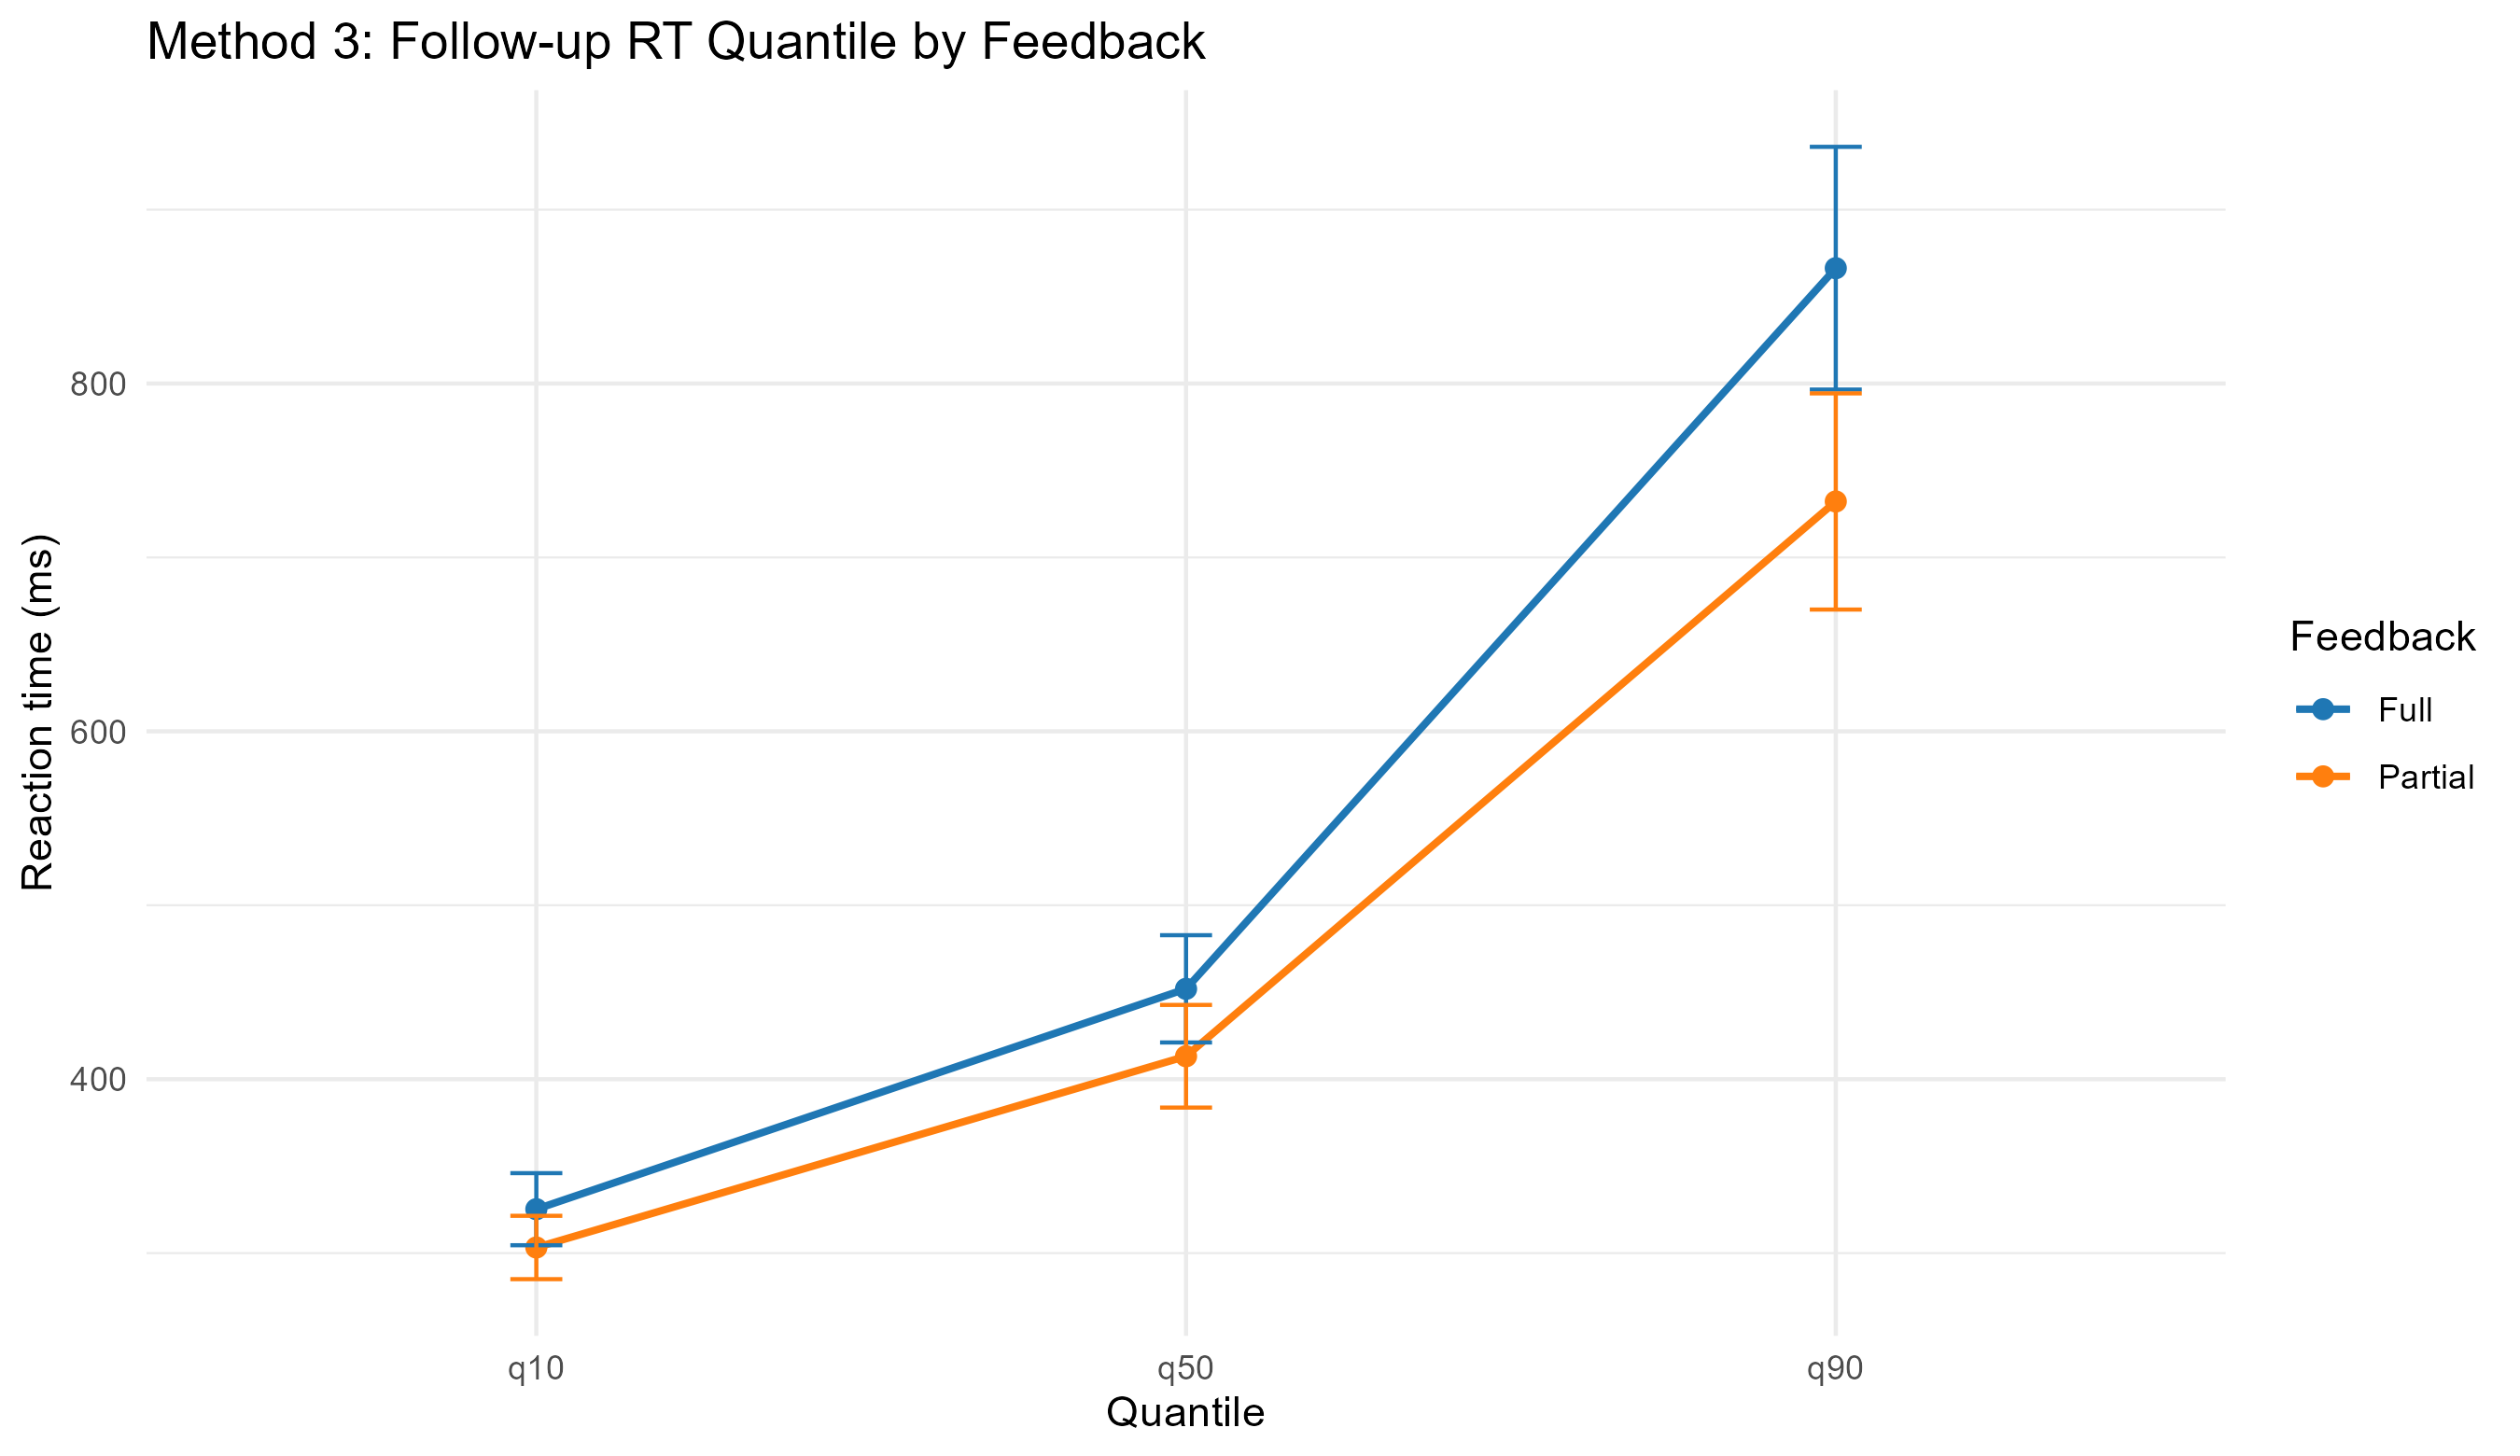 Method 3: Follow-up RT Quantile by Feedback
Reaction time (ms)
800
600
400
q10 q50 q90
Quantile
Feedback
Full
Partial